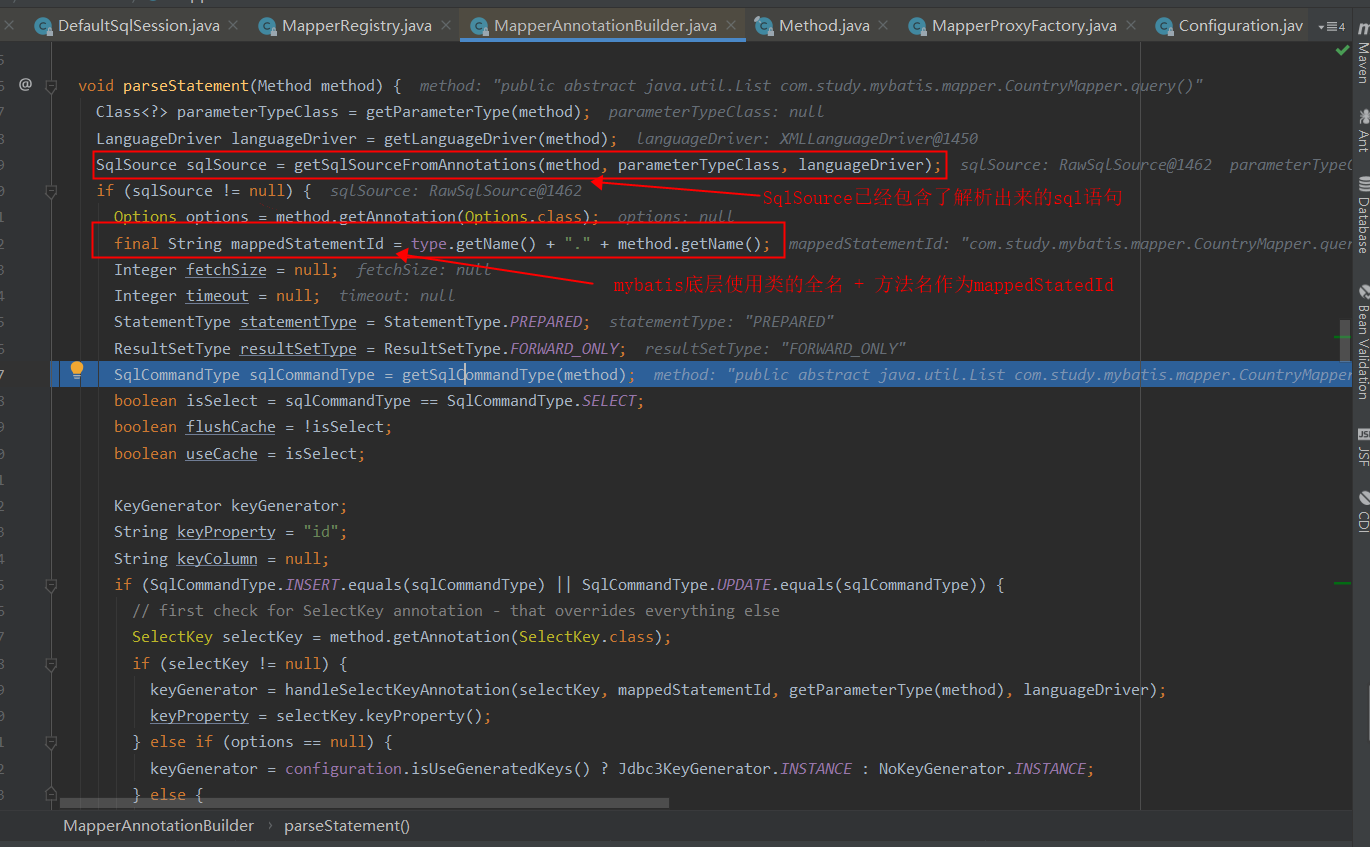 DefaultSqlSession.java MapperRegistry.java MapperAnnotationBuilder.java Method.java MapperProxyFactory.java Configuration.jav 4
void parseStatement(Method method) { method: "public abstract java.util.List com.study.mybatis.mapper.CountryMapper.query()"
Class<?> parameterTypeClass = getParameterType(method); parameterTypeClass: null
LanguageDriver languageDriver = getLanguageDriver(method); languageDriver: XMLLanguageDriver@1450
SqlSource sqlSource = getSqlSourceFromAnnotations(method, parameterTypeClass, languageDriver); sqlSource: RawSqlSource@1462 parameterTypeC
if (sqlSource != null) { sqlSource: RawSqlSource@1462
SqlSource已经包含了解析出来的sql语句
Options options = method.getAnnotation(Options.class); options: null
final String mappedStatementId = type.getName() + "." + method.getName(); mappedStatementId: "com.study.mybatis.mapper.CountryMapper.quer
Integer fetchSize = null; fetchSize: null
mybatis底层使用类的全名 + 方法名作为mappedStatedId
Integer timeout = null; timeout: null
StatementType statementType = StatementType.PREPARED; statementType: "PREPARED"
ResultSetType resultSetType = ResultSetType.FORWARD_ONLY; resultSetType: "FORWARD_ONLY"
SqlCommandType sqlCommandType = getSqlCommandType(method); method: "public abstract java.util.List com.study.mybatis.mapper.CountryMapper
boolean isSelect = sqlCommandType == SqlCommandType.SELECT;
boolean flushCache = !isSelect;
boolean useCache = isSelect;
KeyGenerator keyGenerator;
String keyProperty = "id";
String keyColumn = null;
if (SqlCommandType.INSERT.equals(sqlCommandType) || SqlCommandType.UPDATE.equals(sqlCommandType)) {
// first check for SelectKey annotation - that overrides everything else
SelectKey selectKey = method.getAnnotation(SelectKey.class);
if (selectKey != null) {
keyGenerator = handleSelectKeyAnnotation(selectKey, mappedStatementId, getParameterType(method), languageDriver);
keyProperty = selectKey.keyProperty();
} else if (options == null) {
keyGenerator = configuration.isUseGeneratedKeys() ? Jdbc3KeyGenerator.INSTANCE : NoKeyGenerator.INSTANCE;
} else {
MapperAnnotationBuilder › parseStatement()
Maven
Ant
Database
Bean Validation
JSF
CDI